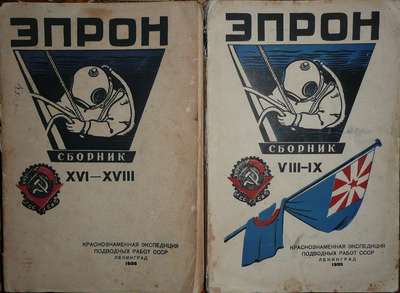 ЭПРОН
СБОРНИК
XVI–XVIII
КРАСНОЗНАМЕННАЯ ЭКСПЕДИЦИЯ
ПОДВОДНЫХ РАБОТ СССР
ЛЕНИНГРАД
ЭПРОН
СБОРНИК
VIII–IX
КРАСНОЗНАМЕННАЯ ЭКСПЕДИЦИЯ
ПОДВОДНЫХ РАБОТ СССР
ЛЕНИНГРАД
1935